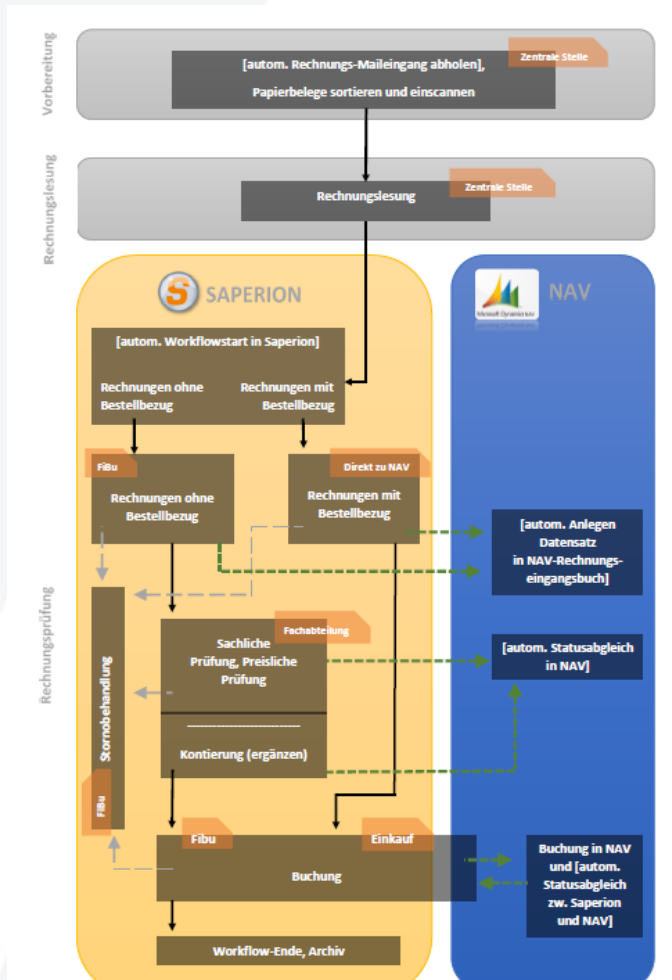 Vorbereitung
Zentrale Stelle
[autom. Rechnungs-Maileingang abholen],
Papierbelege sortieren und einscannen
Rechnungslesung
Zentrale Stelle
Rechnungslesung
SAPERION
Microsoft Dynamics NAV
NAV
[autom. Workflowstart in Saperion]
Rechnungen ohne
Bestellbezug
Rechnungen mit
Bestellbezug
Rechnungsprüfung
FiBu
Rechnungen ohne
Bestellbezug
Direkt zu NAV
Rechnungen mit
Bestellbezug
[autom. Anlegen
Datensatz
in NAV-Rechnungs-
eingangsbuch]
Stornobehandlung
FiBu
Fachabteilung
Sachliche
Prüfung, Preisliche
Prüfung
----------------------------
Kontierung (ergänzen)
[autom. Statusabgleich
in NAV]
Fibu
Einkauf
Buchung
Buchung in NAV
und [autom.
Statusabgleich
zw. Saperion
und NAV]
Workflow-Ende, Archiv